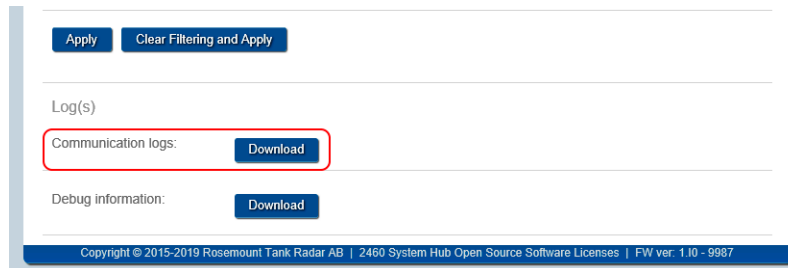 Apply Clear Filtering and Apply
Log(s)
Communication logs: Download
Debug information: Download
Copyright © 2015-2019 Rosemount Tank Radar AB | 2460 System Hub Open Source Software Licenses | FW ver: 1.I0 - 9987